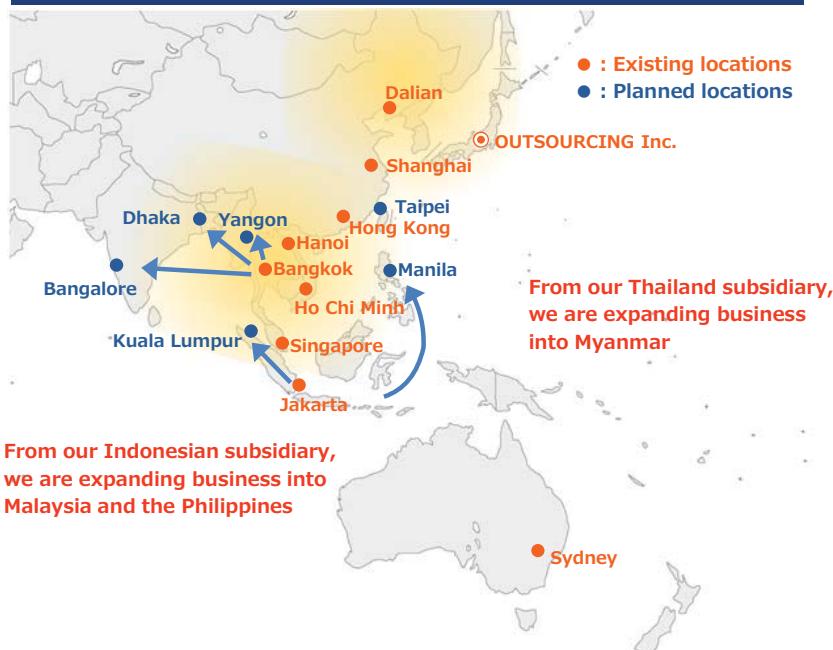 : Existing locations
: Planned locations
Dalian
OUTSOURCING Inc.
Shanghai
Taipei
Dhaka
Yangon
Hong Kong
Hanoi
Bangkok
Manila
Bangalore
Ho Chi Minh
From our Thailand subsidiary,
we are expanding business
into Myanmar
Kuala Lumpur
Singapore
Jakarta
From our Indonesian subsidiary,
we are expanding business into
Malaysia and the Philippines
Sydney